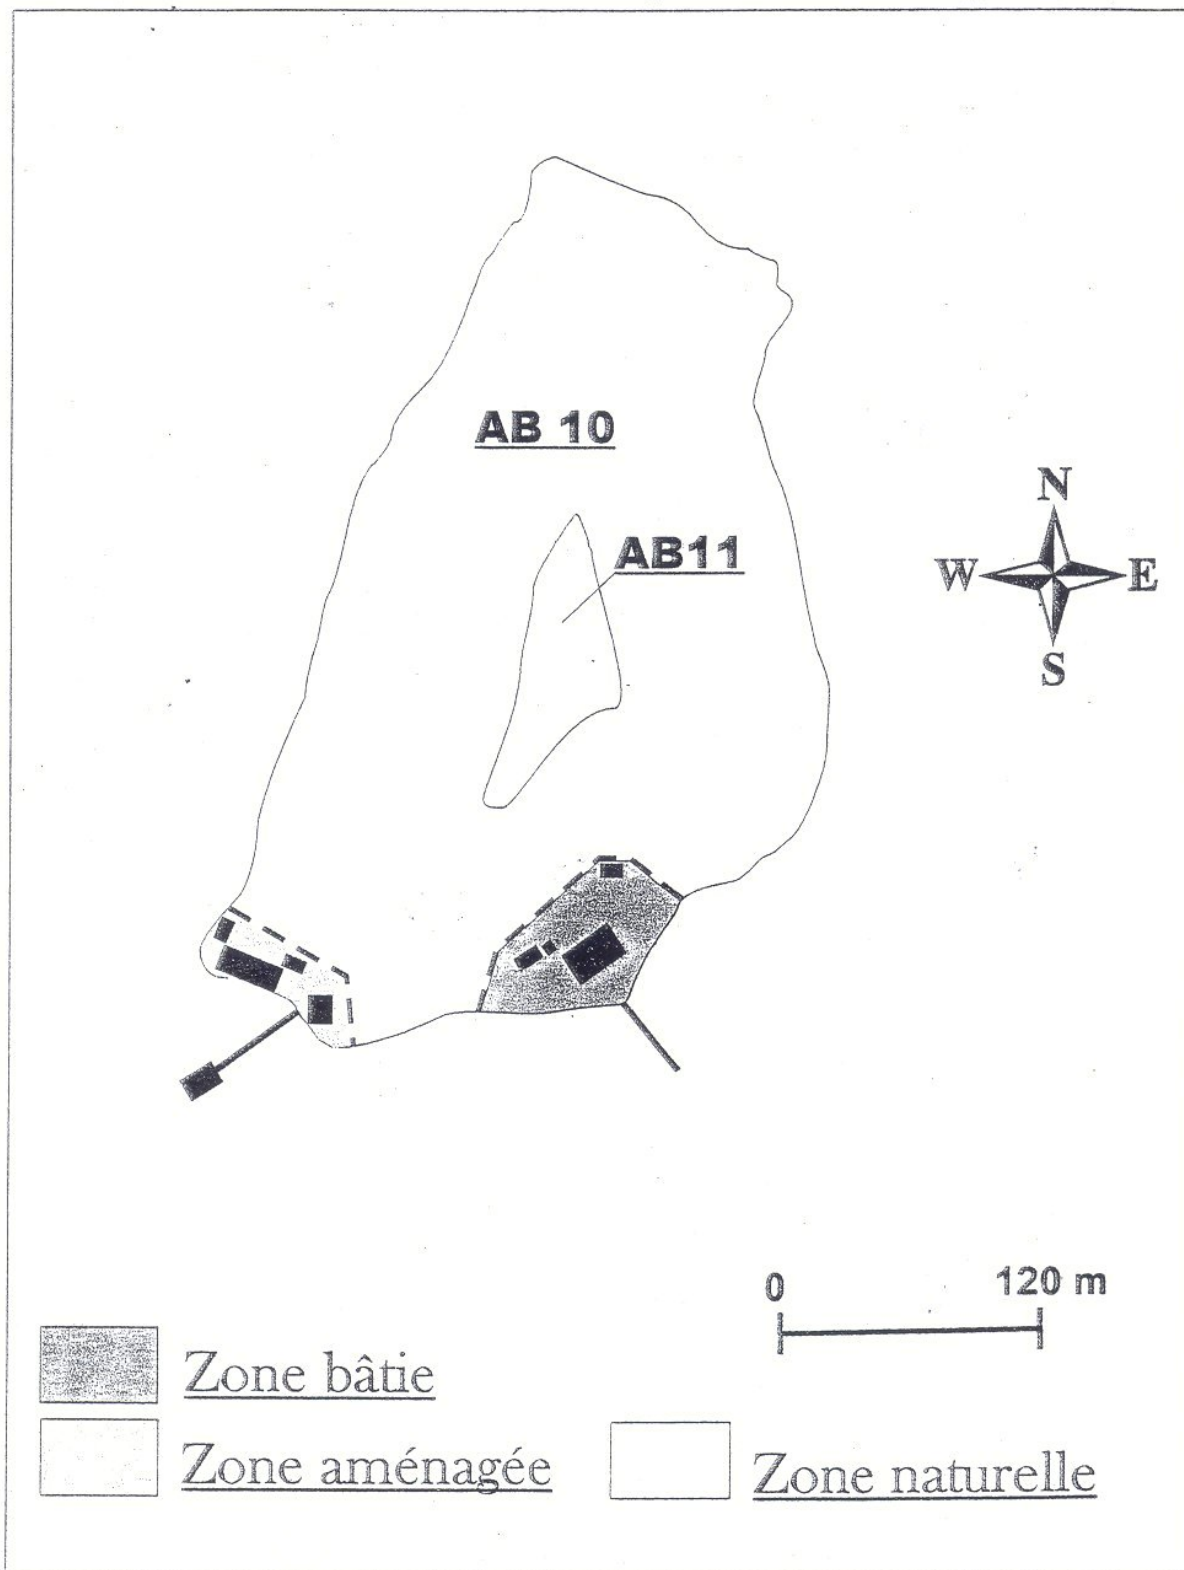 AB 10
AB11
N
W E
S
0 120 m
Zone bâtie
Zone aménagée
Zone naturelle